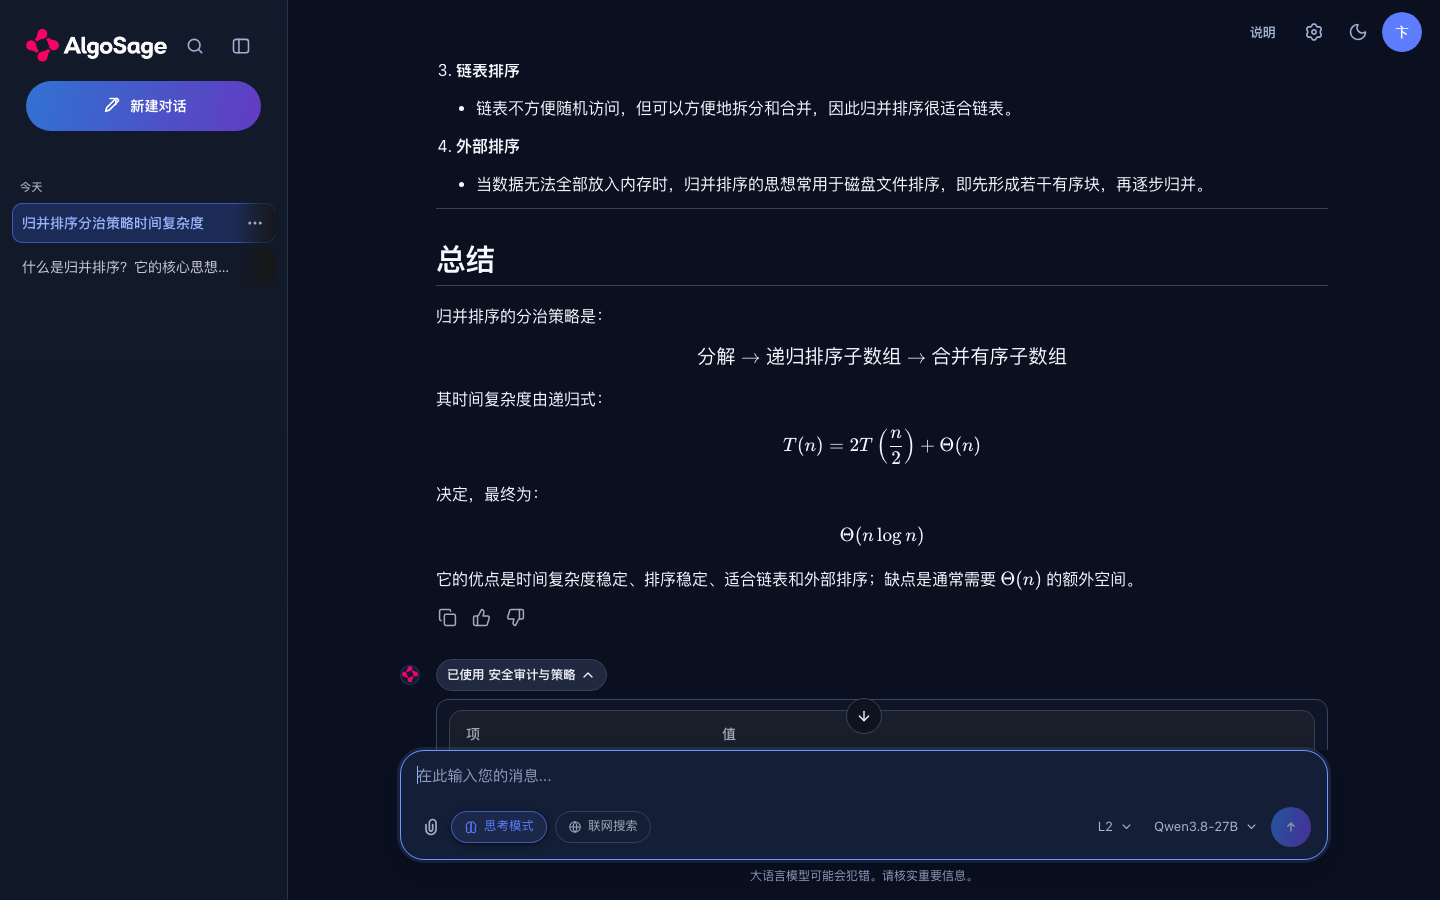 AlgoSage
新建对话
今天
归并排序分治策略时间复杂度
什么是归并排序？它的核心思想...
说明
卞
3. 链表排序
• 链表不方便随机访问，但可以方便地拆分和合并，因此归并排序很适合链表。
4. 外部排序
• 当数据无法全部放入内存时，归并排序的思想常用于磁盘文件排序，即先形成若干有序块，再逐步归并。
总结
归并排序的分治策略是：
分解 → 递归排序子数组 → 合并有序子数组
其时间复杂度由递归式：
T(n) = 2T(n/2) + Θ(n)
决定，最终为：
Θ(n log n)
它的优点是时间复杂度稳定、排序稳定、适合链表和外部排序；缺点是通常需要 Θ(n) 的额外空间。
已使用 安全审计与策略
项 值
在此输入您的消息...
思考模式 联网搜索 L2 Qwen3.8-27B
大语言模型可能会犯错。请核实重要信息。